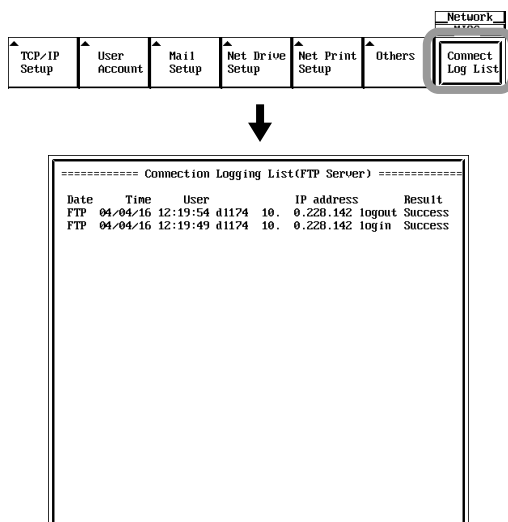 Network
TCP/IP Setup
User Account
Mail Setup
Net Drive Setup
Net Print Setup
Others
Connect Log List
============ Connection Logging List(FTP Server) =============
Date Time User IP address Result
FTP 04/04/16 12:19:54 dl174 10. 0.228.142 logout Success
FTP 04/04/16 12:19:49 dl174 10. 0.228.142 login Success